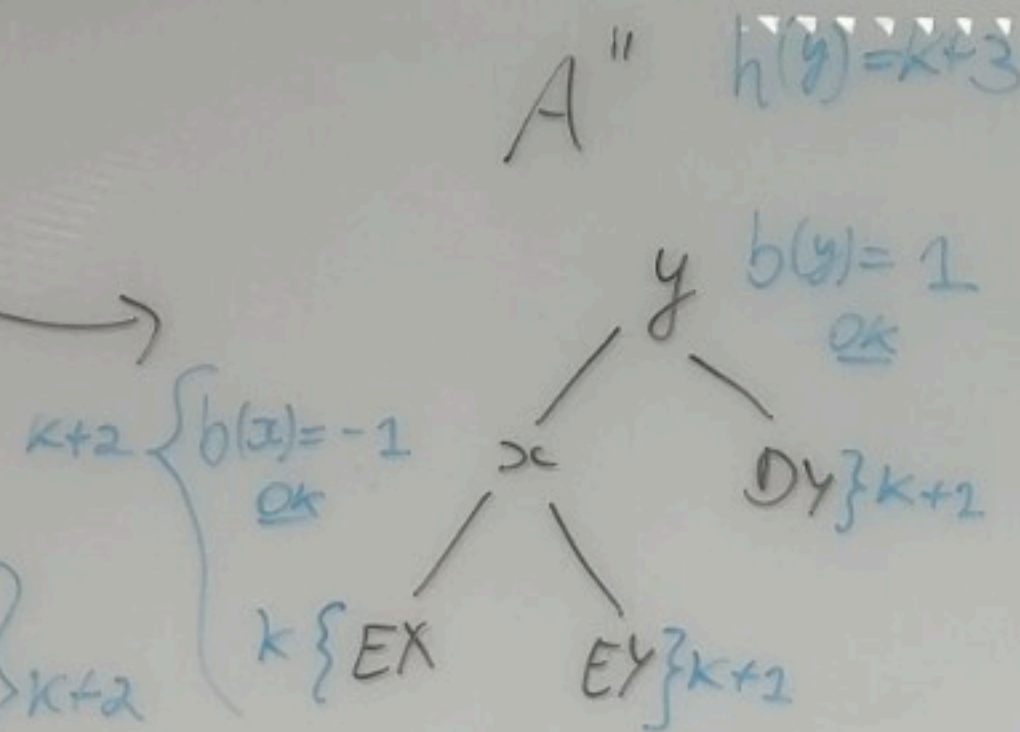 A"
h(y)=k+3
y
b(y)= 1
OK
k+2 { b(x)= -1
OK
x
DY}k+2
k { EX
EY}k+1
}k+2